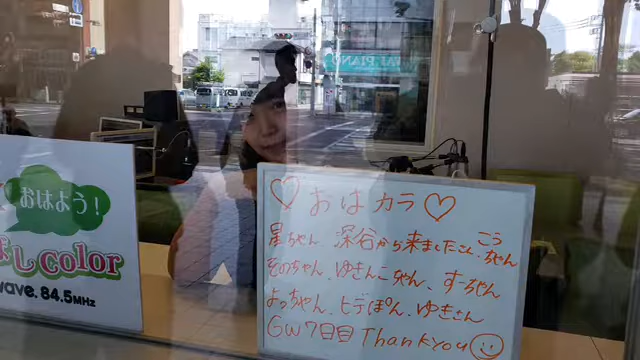 おはよう!
しcolor
wave. 84.5MHz
KAWAI PIANO
♡おはカラ♡
星ちゃん 深谷から来ました こうちゃん
そのちゃん、ゆきんこちゃん、すーちゃん
よっちゃん、ヒデぽん、ゆきさん
GW7日目 Thankyou☺